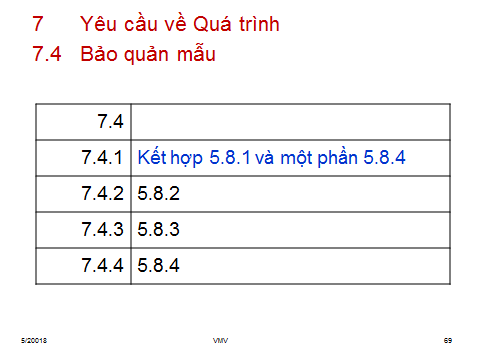 7 Yêu cầu về Quá trình
7.4 Bảo quản mẫu
7.4
7.4.1 Kết hợp 5.8.1 và một phần 5.8.4
7.4.2 5.8.2
7.4.3 5.8.3
7.4.4 5.8.4
5/20018 VMV 69